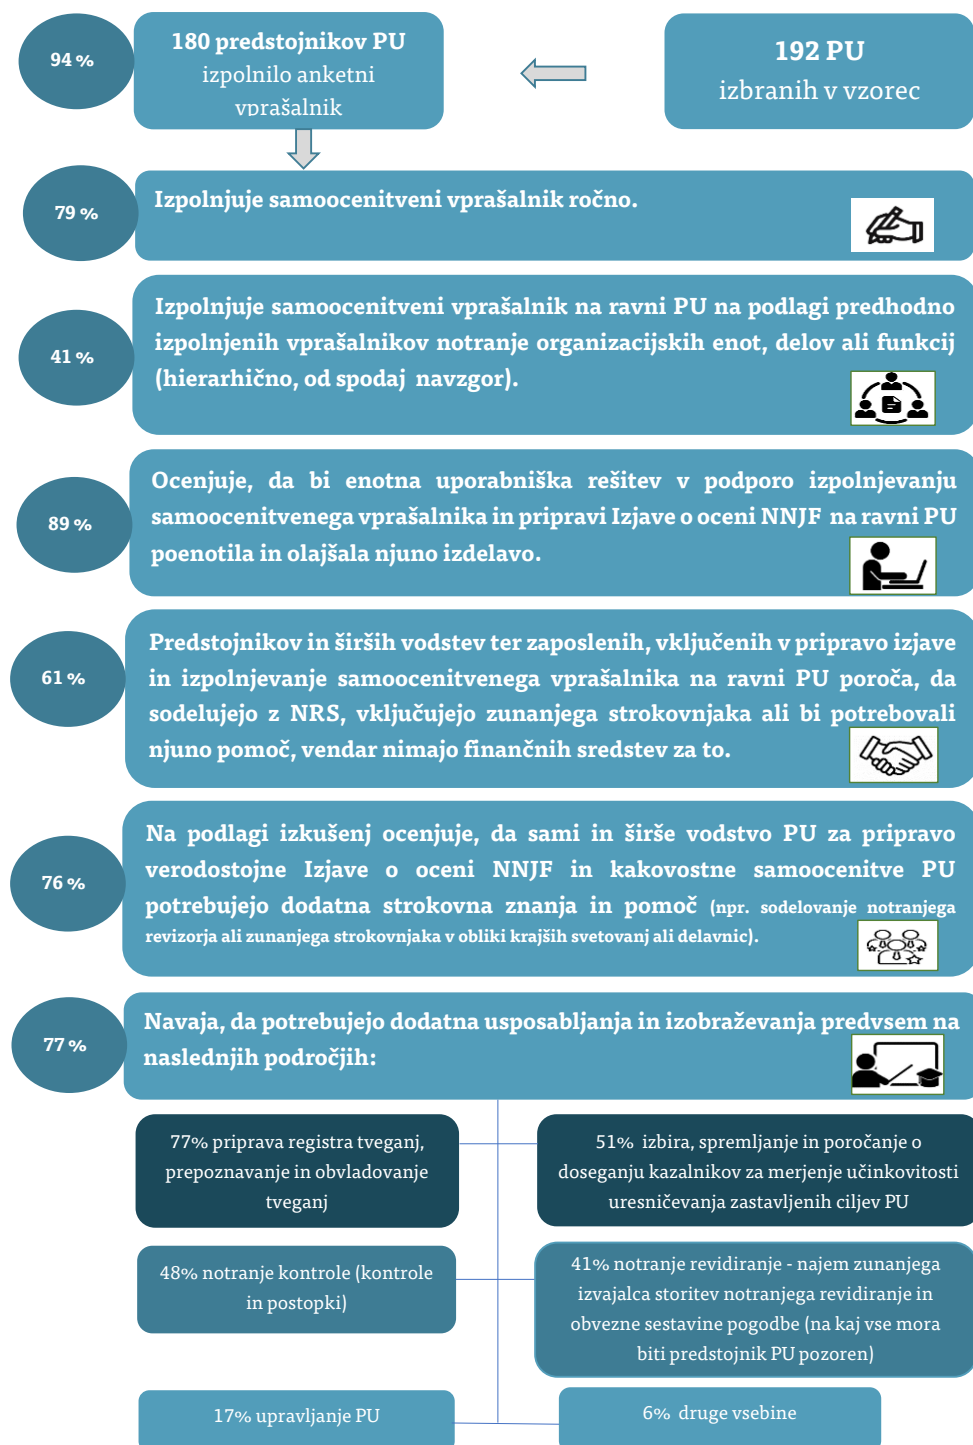 94 %
180 predstojnikov PU
izpolnilo anketni
vprašalnik
192 PU
izbranih v vzorec
79 %
Izpolnjuje samoocenitveni vprašalnik ročno.
41 %
Izpolnjuje samoocenitveni vprašalnik na ravni PU na podlagi predhodno
izpolnjenih vprašalnikov notranje organizacijskih enot, delov ali funkcij
(hierarhično, od spodaj navzgor).
89 %
Ocenjuje, da bi enotna uporabniška rešitev v podporo izpolnjevanju
samoocenitvenega vprašalnika in pripravi Izjave o oceni NNJF na ravni PU
poenotila in olajšala njuno izdelavo.
61 %
Predstojnikov in širših vodstev ter zaposlenih, vključenih v pripravo izjave
in izpolnjevanje samoocenitvenega vprašalnika na ravni PU poroča, da
sodelujejo z NRS, vključujejo zunanjega strokovnjaka ali bi potrebovali
njuno pomoč, vendar nimajo finančnih sredstev za to.
76 %
Na podlagi izkušenj ocenjuje, da sami in širše vodstvo PU za pripravo
verodostojne Izjave o oceni NNJF in kakovostne samoocenitve PU
potrebujejo dodatna strokovna znanja in pomoč (npr. sodelovanje notranjega
revizorja ali zunanjega strokovnjaka v obliki krajših svetovanj ali delavnic).
77 %
Navaja, da potrebujejo dodatna usposabljanja in izobraževanja predvsem na
naslednjih področjih:
77% priprava registra tveganj,
prepoznavanje in obvladovanje
tveganj
51% izbira, spremljanje in poročanje o
doseganju kazalnikov za merjenje učinkovitosti
uresničevanja zastavljenih ciljev PU
48% notranje kontrole (kontrole
in postopki)
41% notranje revidiranje - najem zunanjega
izvajalca storitev notranjega revidiranje in
obvezne sestavine pogodbe (na kaj vse mora
biti predstojnik PU pozoren)
17% upravljanje PU
6% druge vsebine